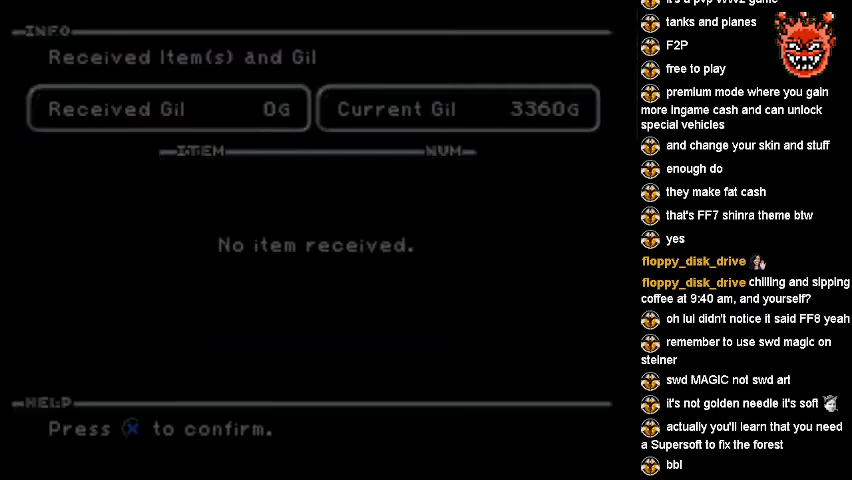 INFO
Received Item(s) and Gil
Received Gil 0G
Current Gil 3360G
ITEM NUM
No item received.
HELP
Press X to confirm.
it's a pvp WW2 game
tanks and planes
F2P
free to play
premium mode where you gain
more ingame cash and can unlock
special vehicles
and change your skin and stuff
enough do
they make fat cash
that's FF7 shinra theme btw
yes
floppy_disk_drive
floppy_disk_drive chilling and sipping
coffee at 9:40 am, and yourself?
oh lul didn't notice it said FF8 yeah
remember to use swd magic on
steiner
swd MAGIC not swd art
it's not golden needle it's soft
actually you'll learn that you need
a Supersoft to fix the forest
bbl